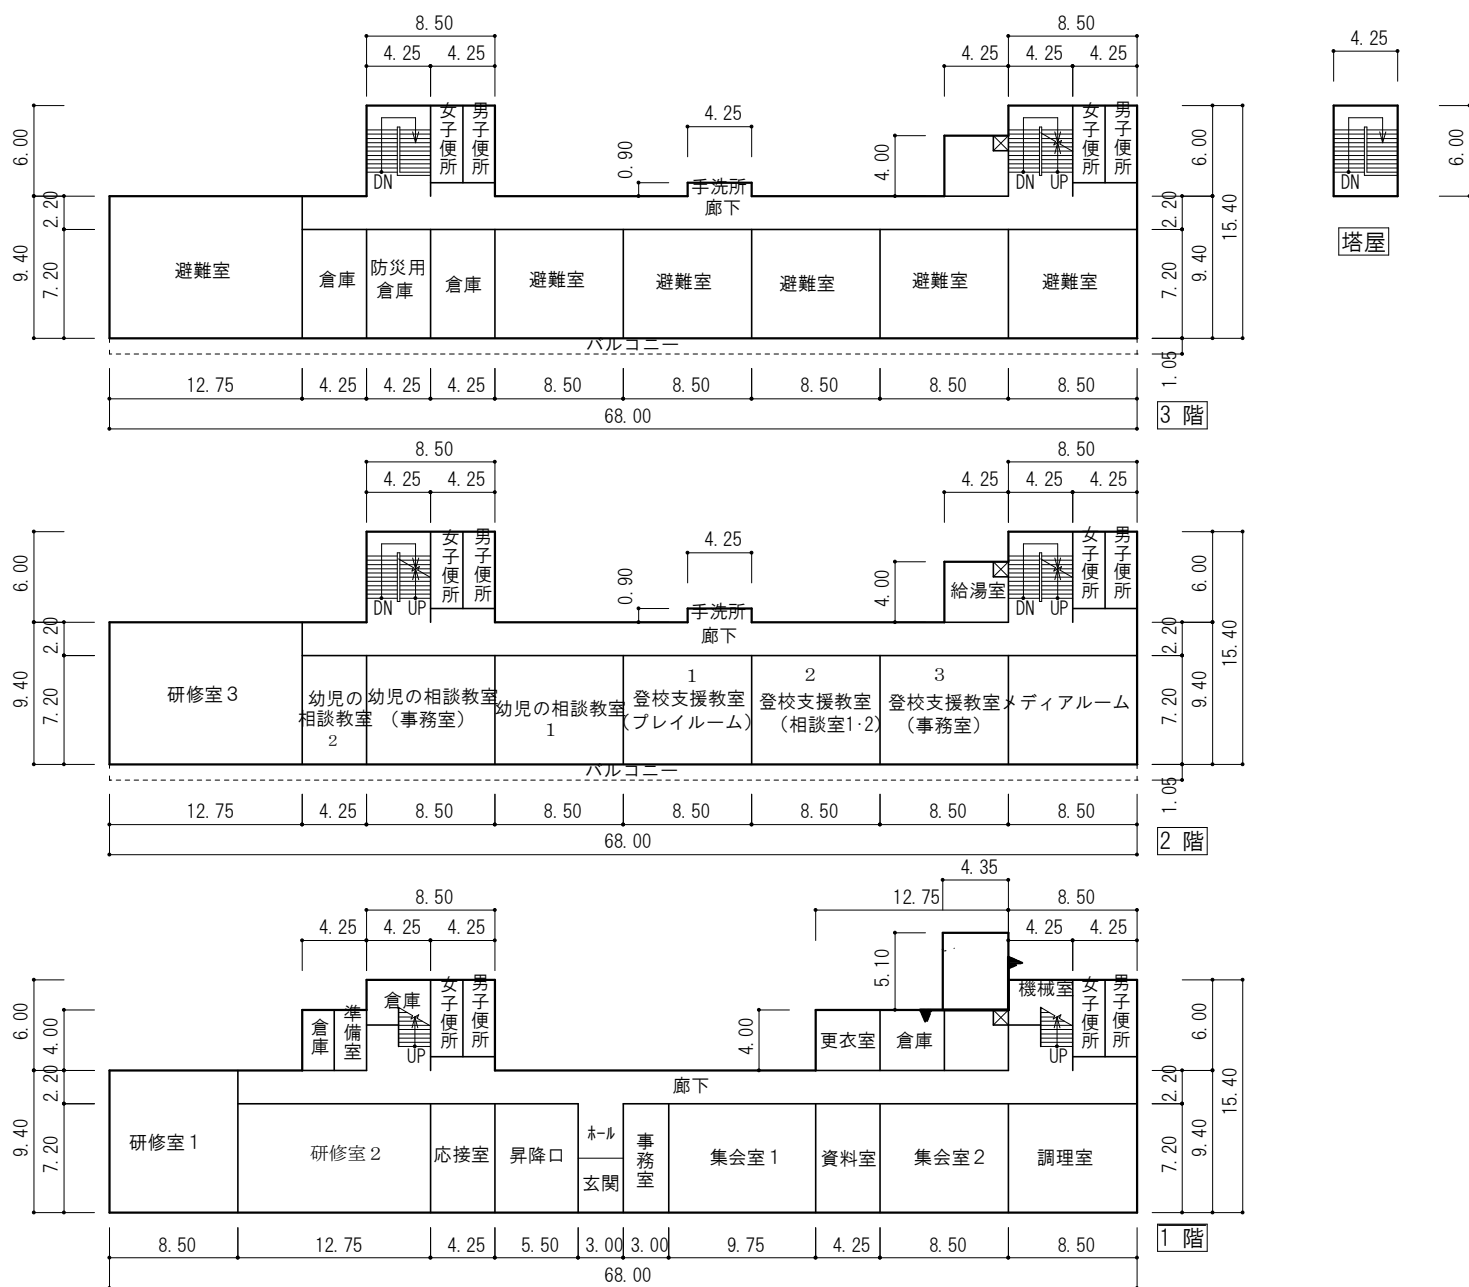 8.50
8.50
4.25 4.25
4.25 4.25 4.25
4.25
4.25
6.00
0.90
4.00
6.00
6.00
女子便所
男子便所
女子便所
男子便所
DN
DN UP
DN
手洗所
廊下
塔屋
2.20
9.40
7.20
2.20
7.20
9.40
15.40
避難室
倉庫
防災用
倉庫
倉庫
避難室
避難室
避難室
避難室
避難室
バルコニー
1.05
12.75 4.25 4.25 4.25 8.50 8.50 8.50 8.50 8.50
68.00
3 階
8.50
8.50
4.25 4.25
4.25 4.25 4.25
4.25
6.00
0.90
4.00
6.00
女子便所
男子便所
給湯室
女子便所
男子便所
DN UP
DN UP
手洗所
廊下
2.20
9.40
7.20
2.20
7.20
9.40
15.40
研修室3
幼児の
相談教室
2
幼児の相談教室
(事務室)
幼児の相談教室
1
1
登校支援教室
(プレイルーム)
2
登校支援教室
(相談室1・2)
3
登校支援教室
(事務室)
メディアルーム
バルコニー
1.05
12.75 4.25 8.50 8.50 8.50 8.50 8.50 8.50
68.00
2 階
4.35
8.50
12.75 8.50
4.25 4.25 4.25
4.25 4.25
5.10
6.00
4.00
4.00
6.00
倉庫
準備室
倉庫
女子便所
男子便所
更衣室
倉庫
機械室
女子便所
男子便所
UP
UP
廊下
2.20
9.40
7.20
2.20
7.20
9.40
15.40
研修室1
研修室2
応接室
昇降口
ホール
玄関
事務室
集会室1
資料室
集会室2
調理室
8.50 12.75 4.25 5.50 3.00 3.00 9.75 4.25 8.50 8.50
68.00
1 階